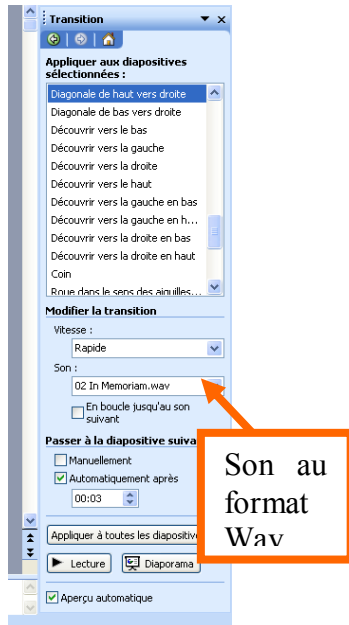 Transition
Appliquer aux diapositives
sélectionnées :
Diagonale de haut vers droite
Diagonale de bas vers droite
Découvrir vers le bas
Découvrir vers la gauche
Découvrir vers la droite
Découvrir vers le haut
Découvrir vers la gauche en bas
Découvrir vers la gauche en h...
Découvrir vers la droite en bas
Découvrir vers la droite en haut
Coin
Roue dans le sens des aiguilles...
Modifier la transition
Vitesse :
Rapide
Son :
02 In Memoriam.wav
En boucle jusqu'au son
suivant
Passer à la diapositive suiva
Manuellement
Automatiquement après
00:03
Appliquer à toutes les diapositiv
Lecture
Diaporama
Aperçu automatique
Son au
format
Wav